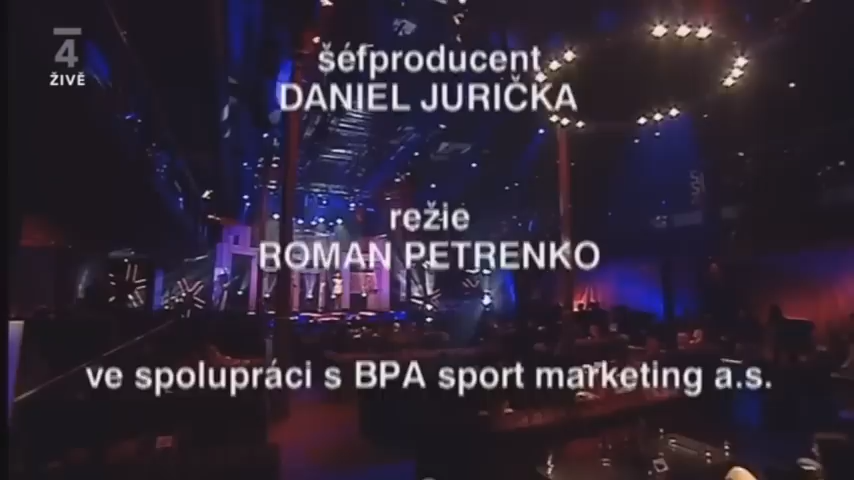 4
ŽIVĚ
šéfproducent
DANIEL JURIČKA
režie
ROMAN PETRENKO
ve spolupráci s BPA sport marketing a.s.